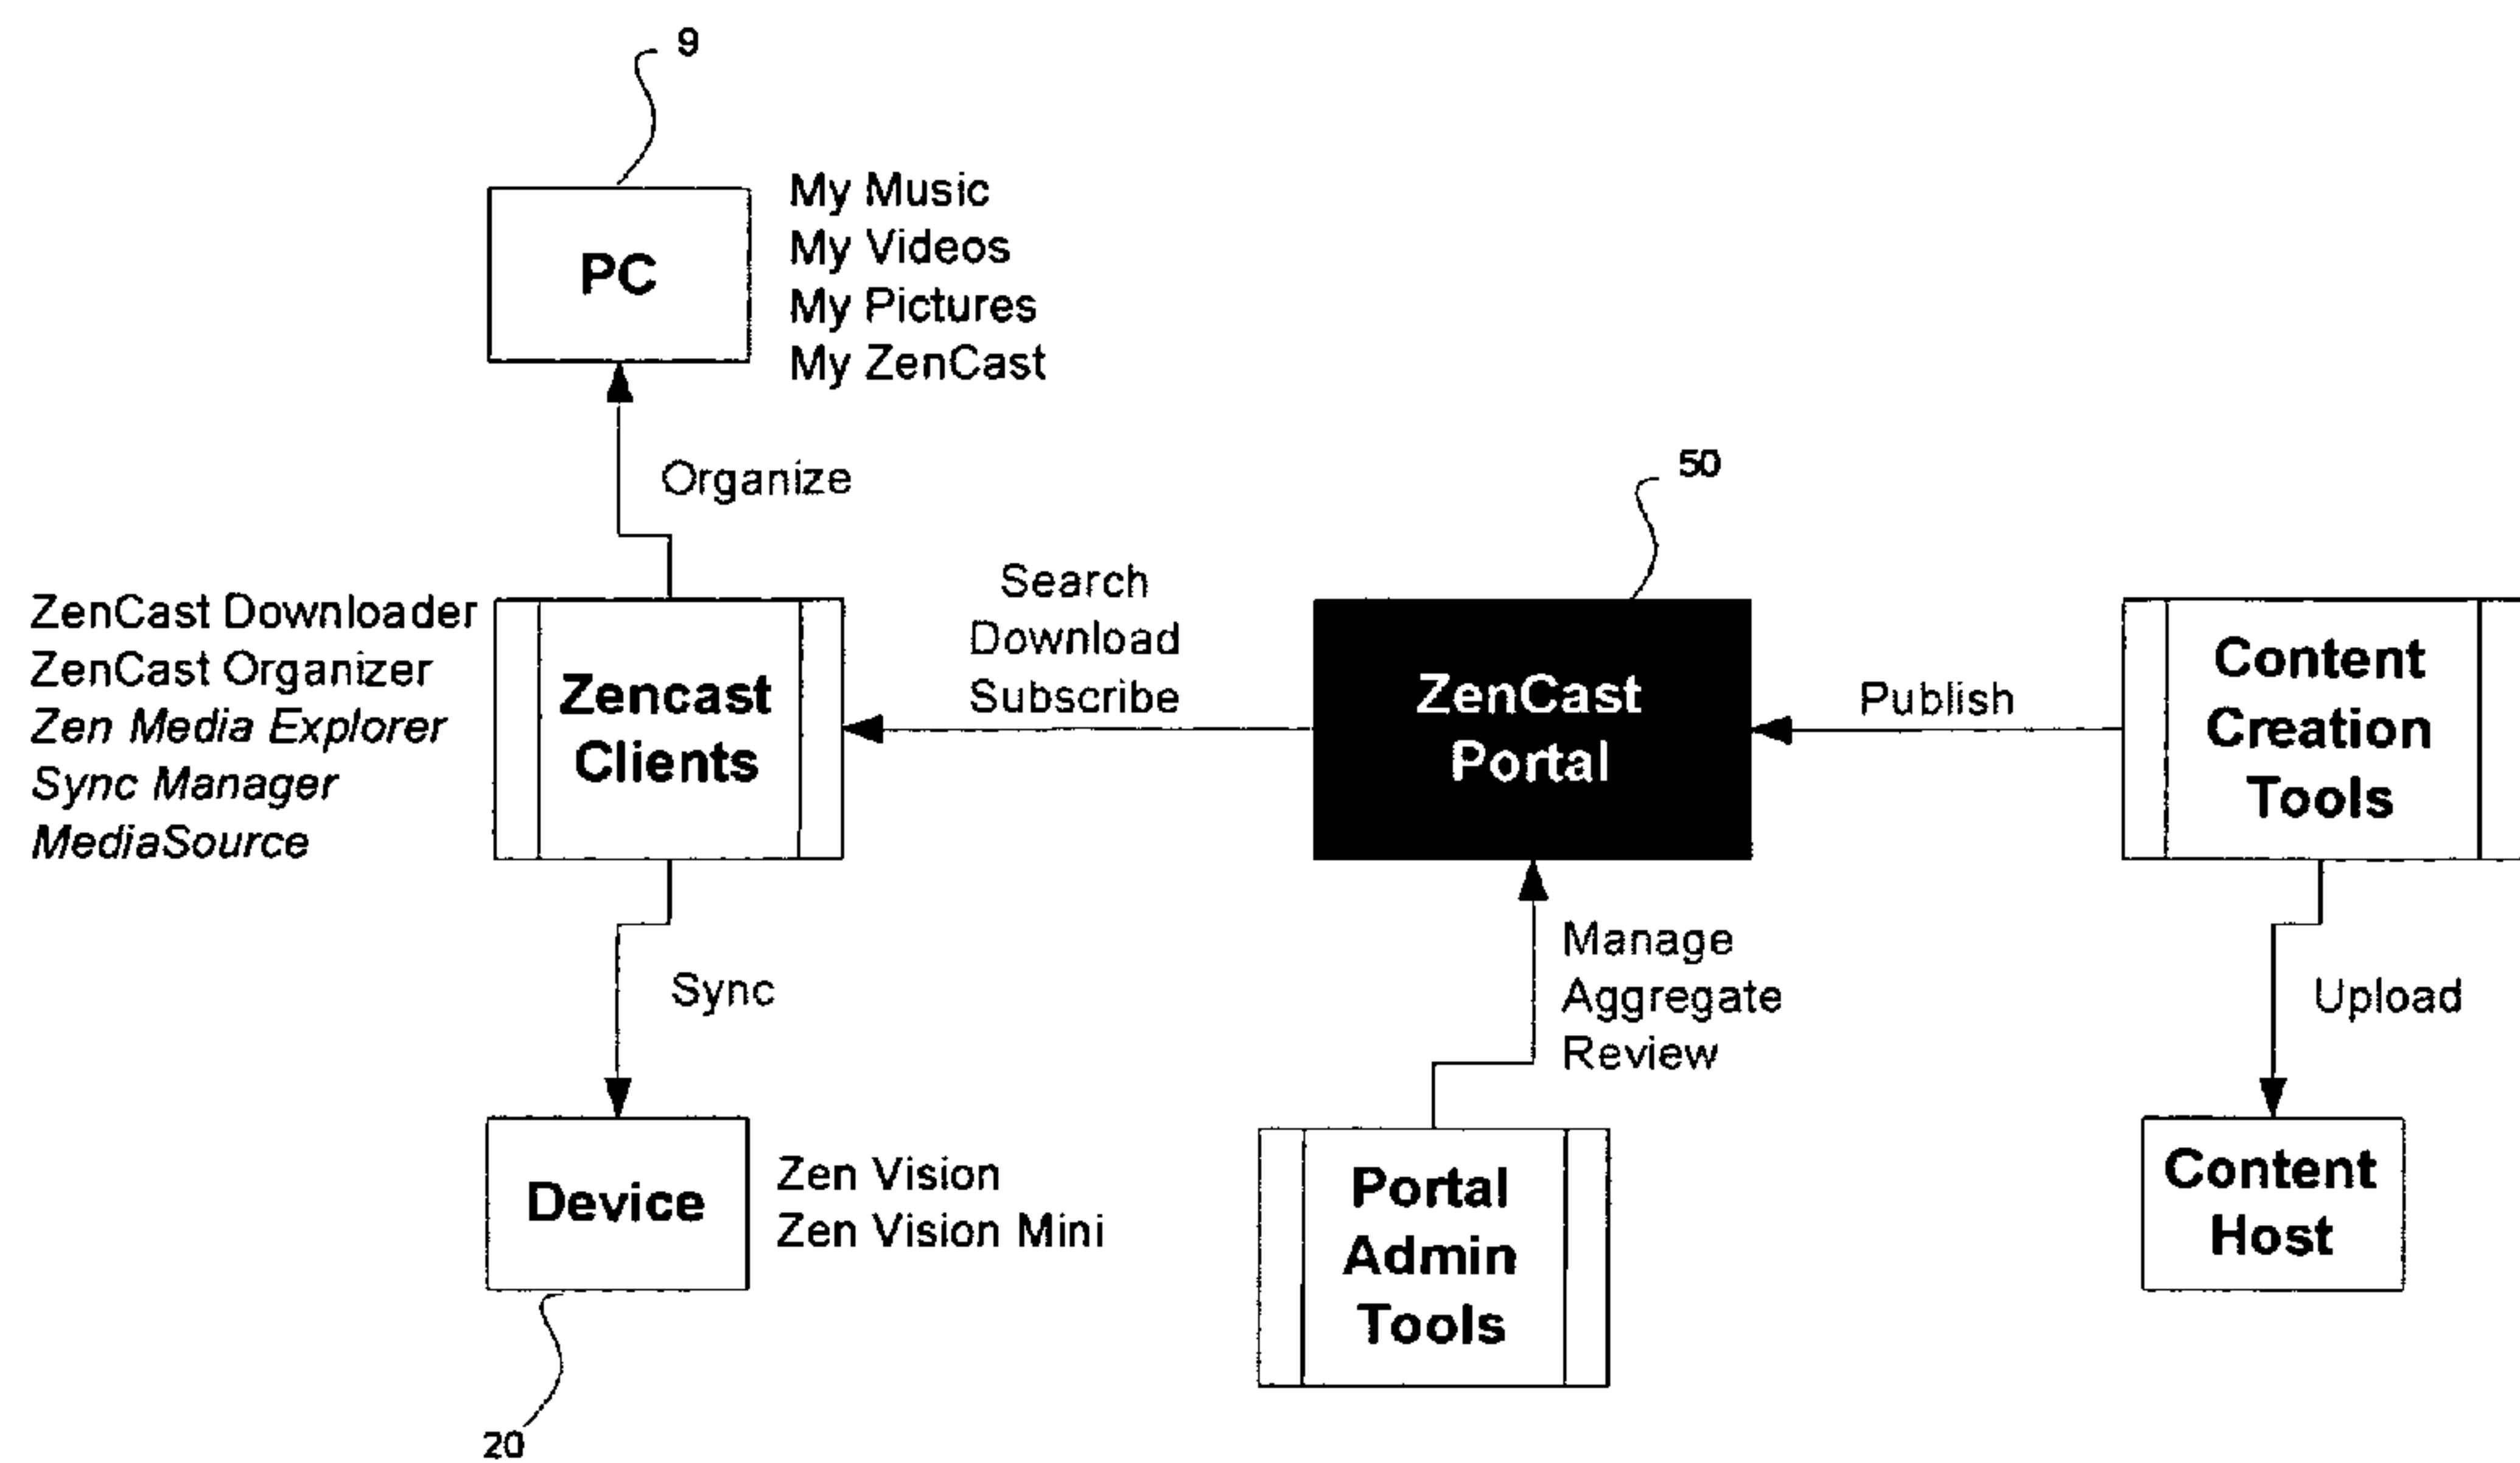 9
PC
My Music
My Videos
My Pictures
My ZenCast
Organize
50
ZenCast Downloader
ZenCast Organizer
Zen Media Explorer
Sync Manager
MediaSource
Zencast
Clients
Search
Download
Subscribe
ZenCast
Portal
Publish
Content
Creation
Tools
Sync
Manage
Aggregate
Review
Upload
Device
Zen Vision
Zen Vision Mini
Portal
Admin
Tools
Content
Host
20